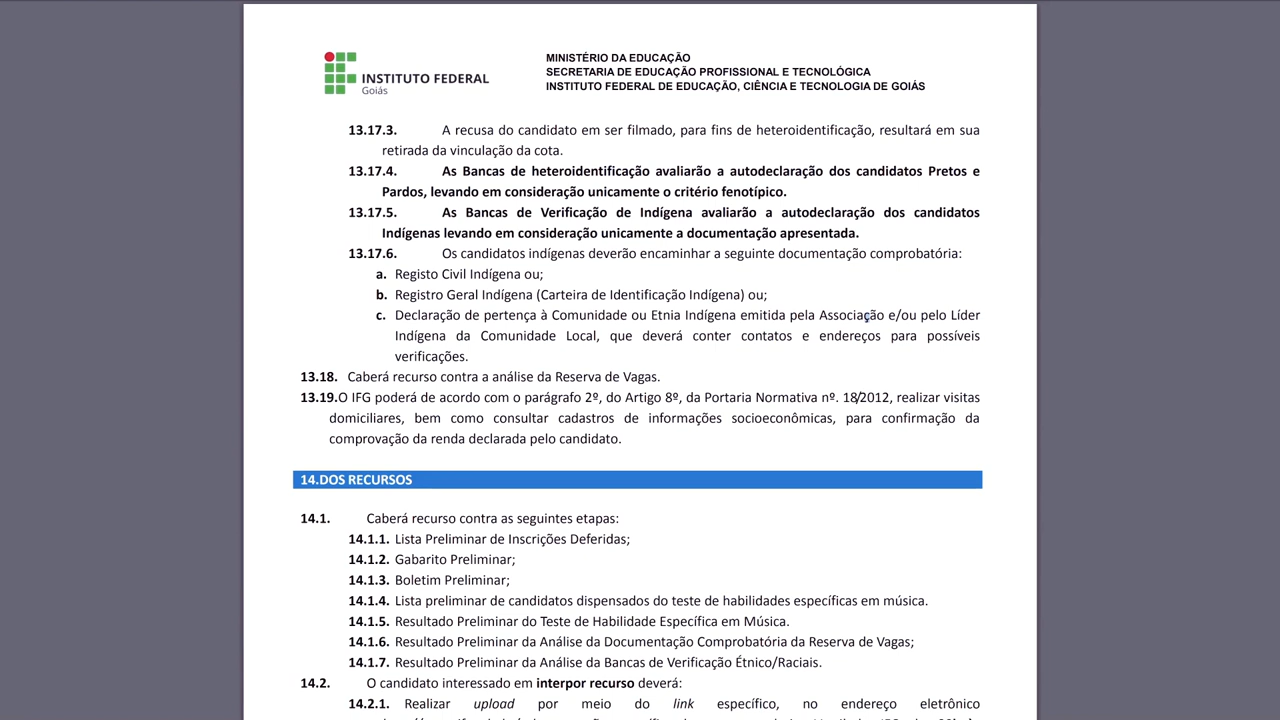 INSTITUTO FEDERAL
Goiás
MINISTÉRIO DA EDUCAÇÃO
SECRETARIA DE EDUCAÇÃO PROFISSIONAL E TECNOLÓGICA
INSTITUTO FEDERAL DE EDUCAÇÃO, CIÊNCIA E TECNOLOGIA DE GOIÁS
13.17.3. A recusa do candidato em ser filmado, para fins de heteroidentificação, resultará em sua
retirada da vinculação da cota.
13.17.4. As Bancas de heteroidentificação avaliarão a autodeclaração dos candidatos Pretos e
Pardos, levando em consideração unicamente o critério fenotípico.
13.17.5. As Bancas de Verificação de Indígena avaliarão a autodeclaração dos candidatos
Indígenas levando em consideração unicamente a documentação apresentada.
13.17.6. Os candidatos indígenas deverão encaminhar a seguinte documentação comprobatória:
a. Registo Civil Indígena ou;
b. Registro Geral Indígena (Carteira de Identificação Indígena) ou;
c. Declaração de pertença à Comunidade ou Etnia Indígena emitida pela Associação e/ou pelo Líder
Indígena da Comunidade Local, que deverá conter contatos e endereços para possíveis
verificações.
13.18. Caberá recurso contra a análise da Reserva de Vagas.
13.19.O IFG poderá de acordo com o parágrafo 2º, do Artigo 8º, da Portaria Normativa nº. 18/2012, realizar visitas
domiciliares, bem como consultar cadastros de informações socioeconômicas, para confirmação da
comprovação da renda declarada pelo candidato.
14.DOS RECURSOS
14.1. Caberá recurso contra as seguintes etapas:
14.1.1. Lista Preliminar de Inscrições Deferidas;
14.1.2. Gabarito Preliminar;
14.1.3. Boletim Preliminar;
14.1.4. Lista preliminar de candidatos dispensados do teste de habilidades específicas em música.
14.1.5. Resultado Preliminar do Teste de Habilidade Específica em Música.
14.1.6. Resultado Preliminar da Análise da Documentação Comprobatória da Reserva de Vagas;
14.1.7. Resultado Preliminar da Análise da Bancas de Verificação Étnico/Raciais.
14.2. O candidato interessado em interpor recurso deverá:
14.2.1. Realizar upload por meio do link específico, no endereço eletrônico